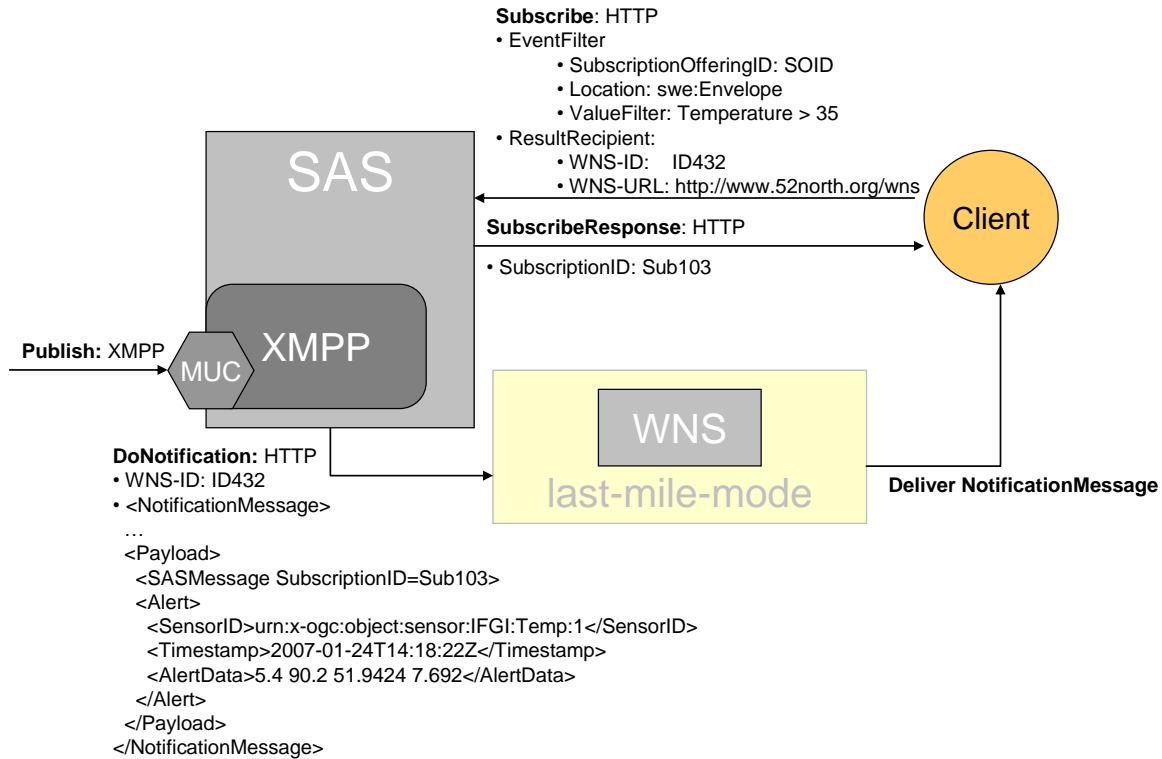 Subscribe: HTTP
• EventFilter
• SubscriptionOfferingID: SOID
• Location: swe:Envelope
• ValueFilter: Temperature > 35
• ResultRecipient:
• WNS-ID: ID432
• WNS-URL: http://www.52north.org/wns
SAS
Client
SubscribeResponse: HTTP
• SubscriptionID: Sub103
XMPP
Publish: XMPP
MUC
WNS
last-mile-mode
Deliver NotificationMessage
DoNotification: HTTP
• WNS-ID: ID432
• <NotificationMessage>
…
<Payload>
<SASMessage SubscriptionID=Sub103>
<Alert>
<SensorID>urn:x-ogc:object:sensor:IFGI:Temp:1</SensorID>
<Timestamp>2007-01-24T14:18:22Z</Timestamp>
<AlertData>5.4 90.2 51.9424 7.692</AlertData>
</Alert>
</Payload>
</NotificationMessage>